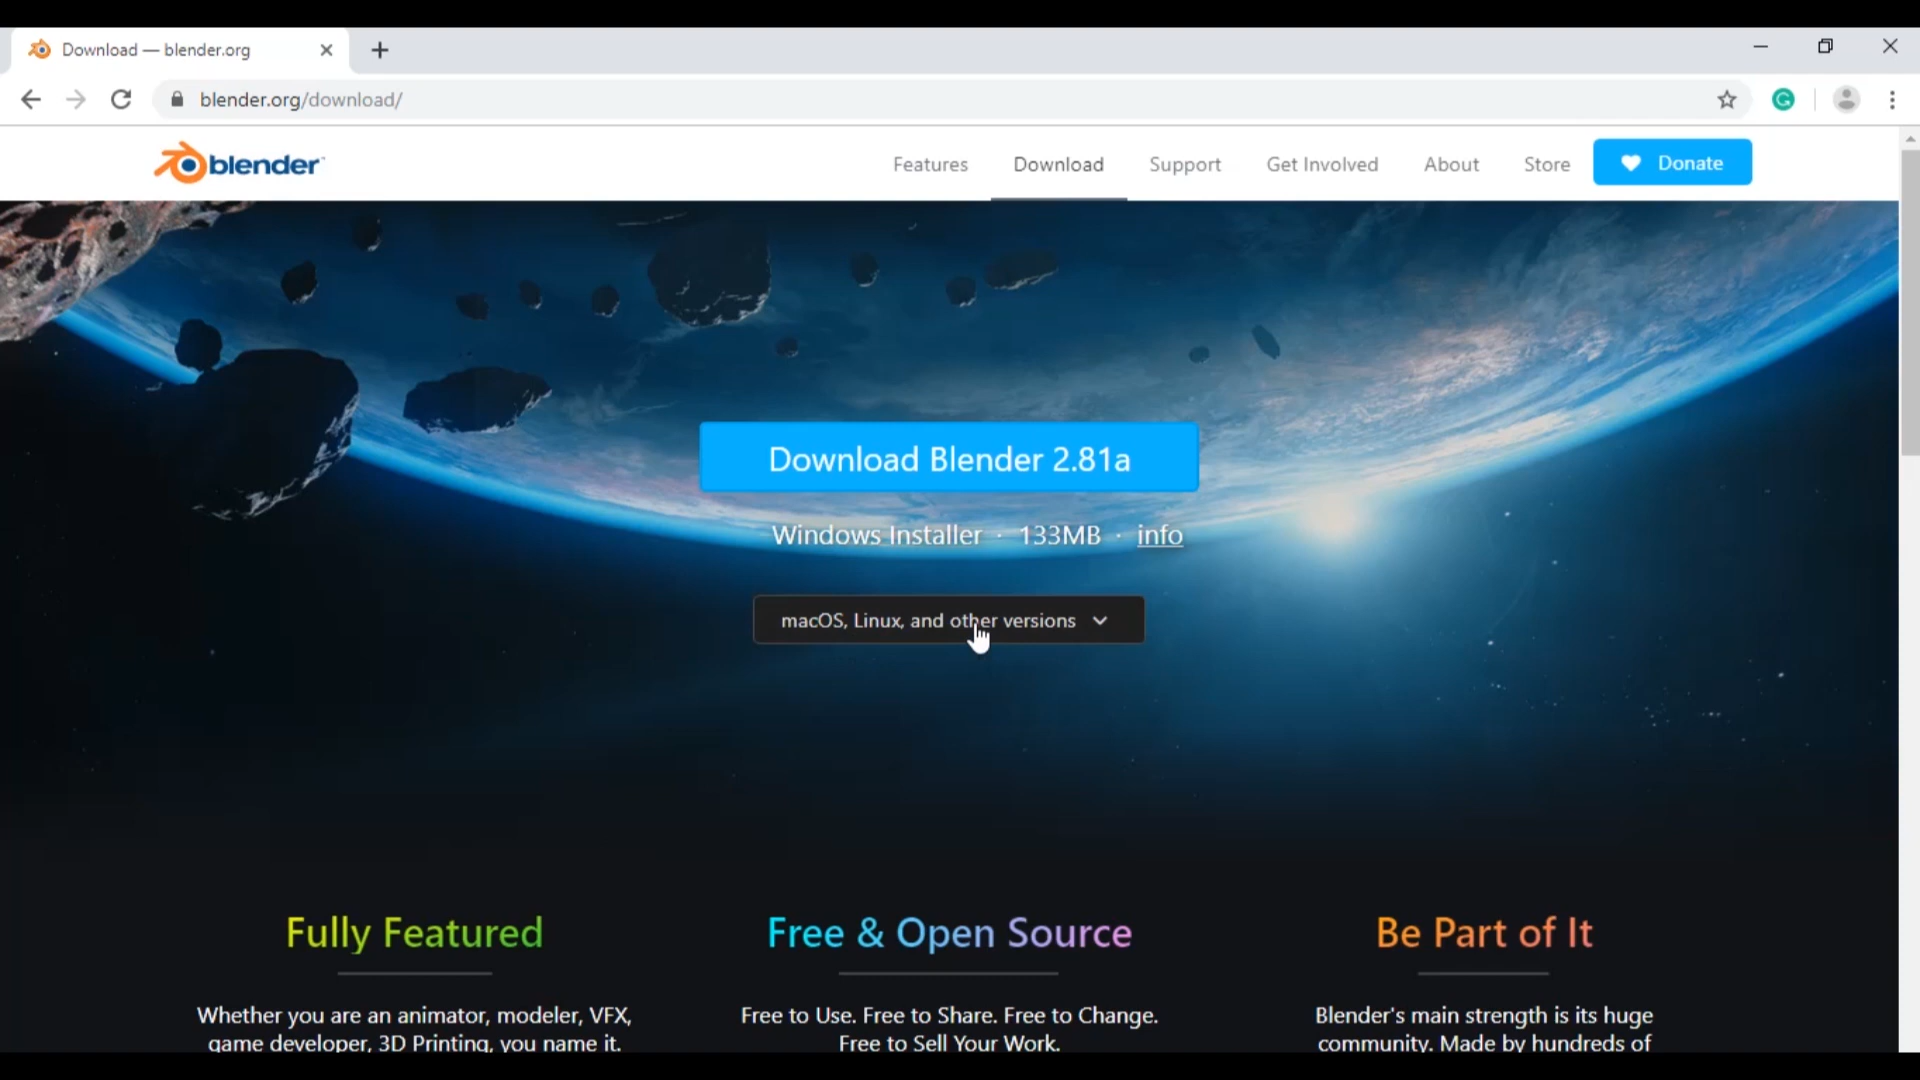 Download — blender.org
blender.org/download/
blender
Features Download Support Get Involved About Store Donate
Download Blender 2.81a
Windows Installer · 133MB · info
macOS, Linux, and other versions
Fully Featured
Whether you are an animator, modeler, VFX,
game developer, 3D Printing, you name it.
Free & Open Source
Free to Use. Free to Share. Free to Change.
Free to Sell Your Work.
Be Part of It
Blender's main strength is its huge
community. Made by hundreds of